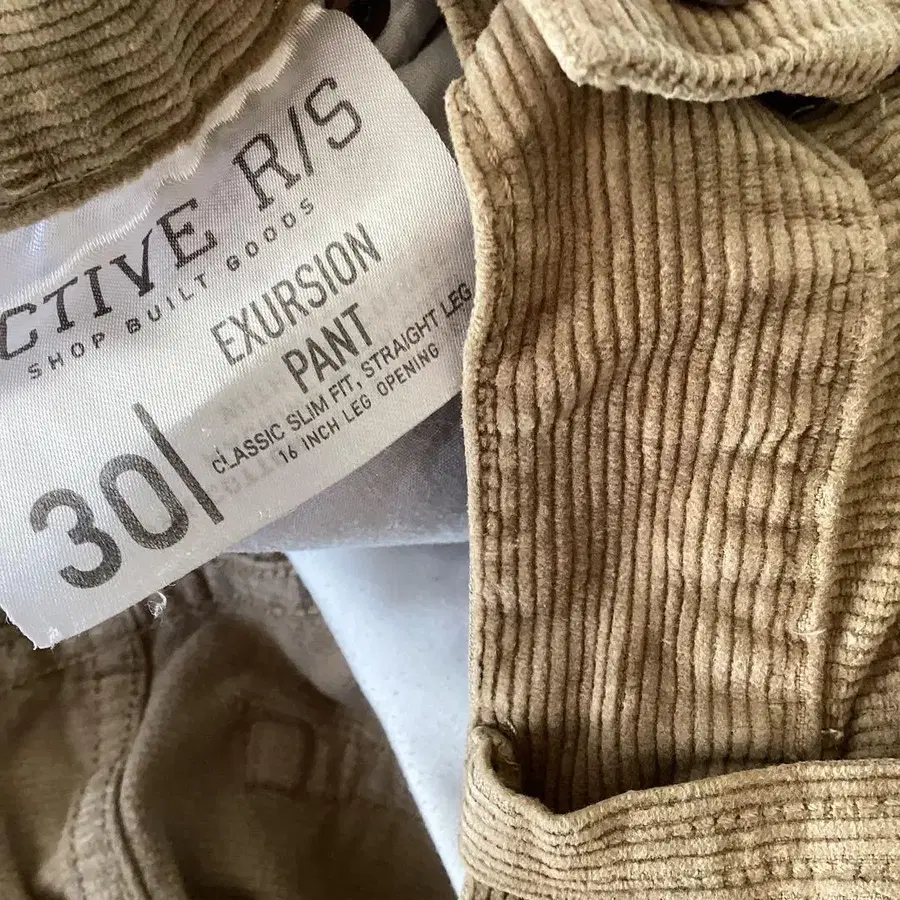 CTIVE R/S
SHOP BUILT GOODS
EXURSION
PANT
CLASSIC SLIM FIT, STRAIGHT LEG
16 INCH LEG OPENING
30